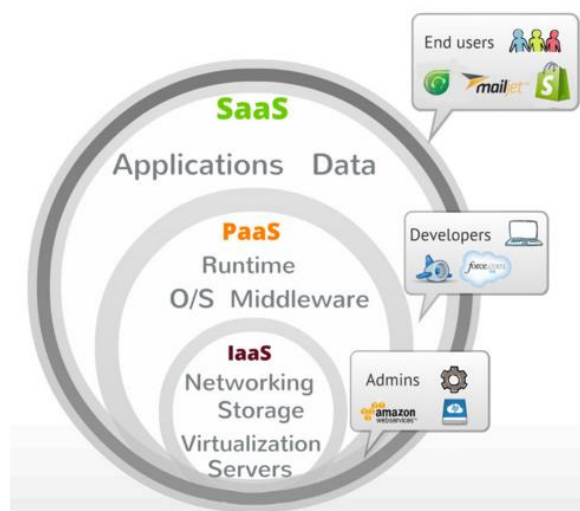 End users
mailjet
SaaS
Applications Data
PaaS
Runtime
O/S Middleware
Developers
force.com
IaaS
Networking
Storage
Virtualization
Servers
Admins
amazon
webservices™